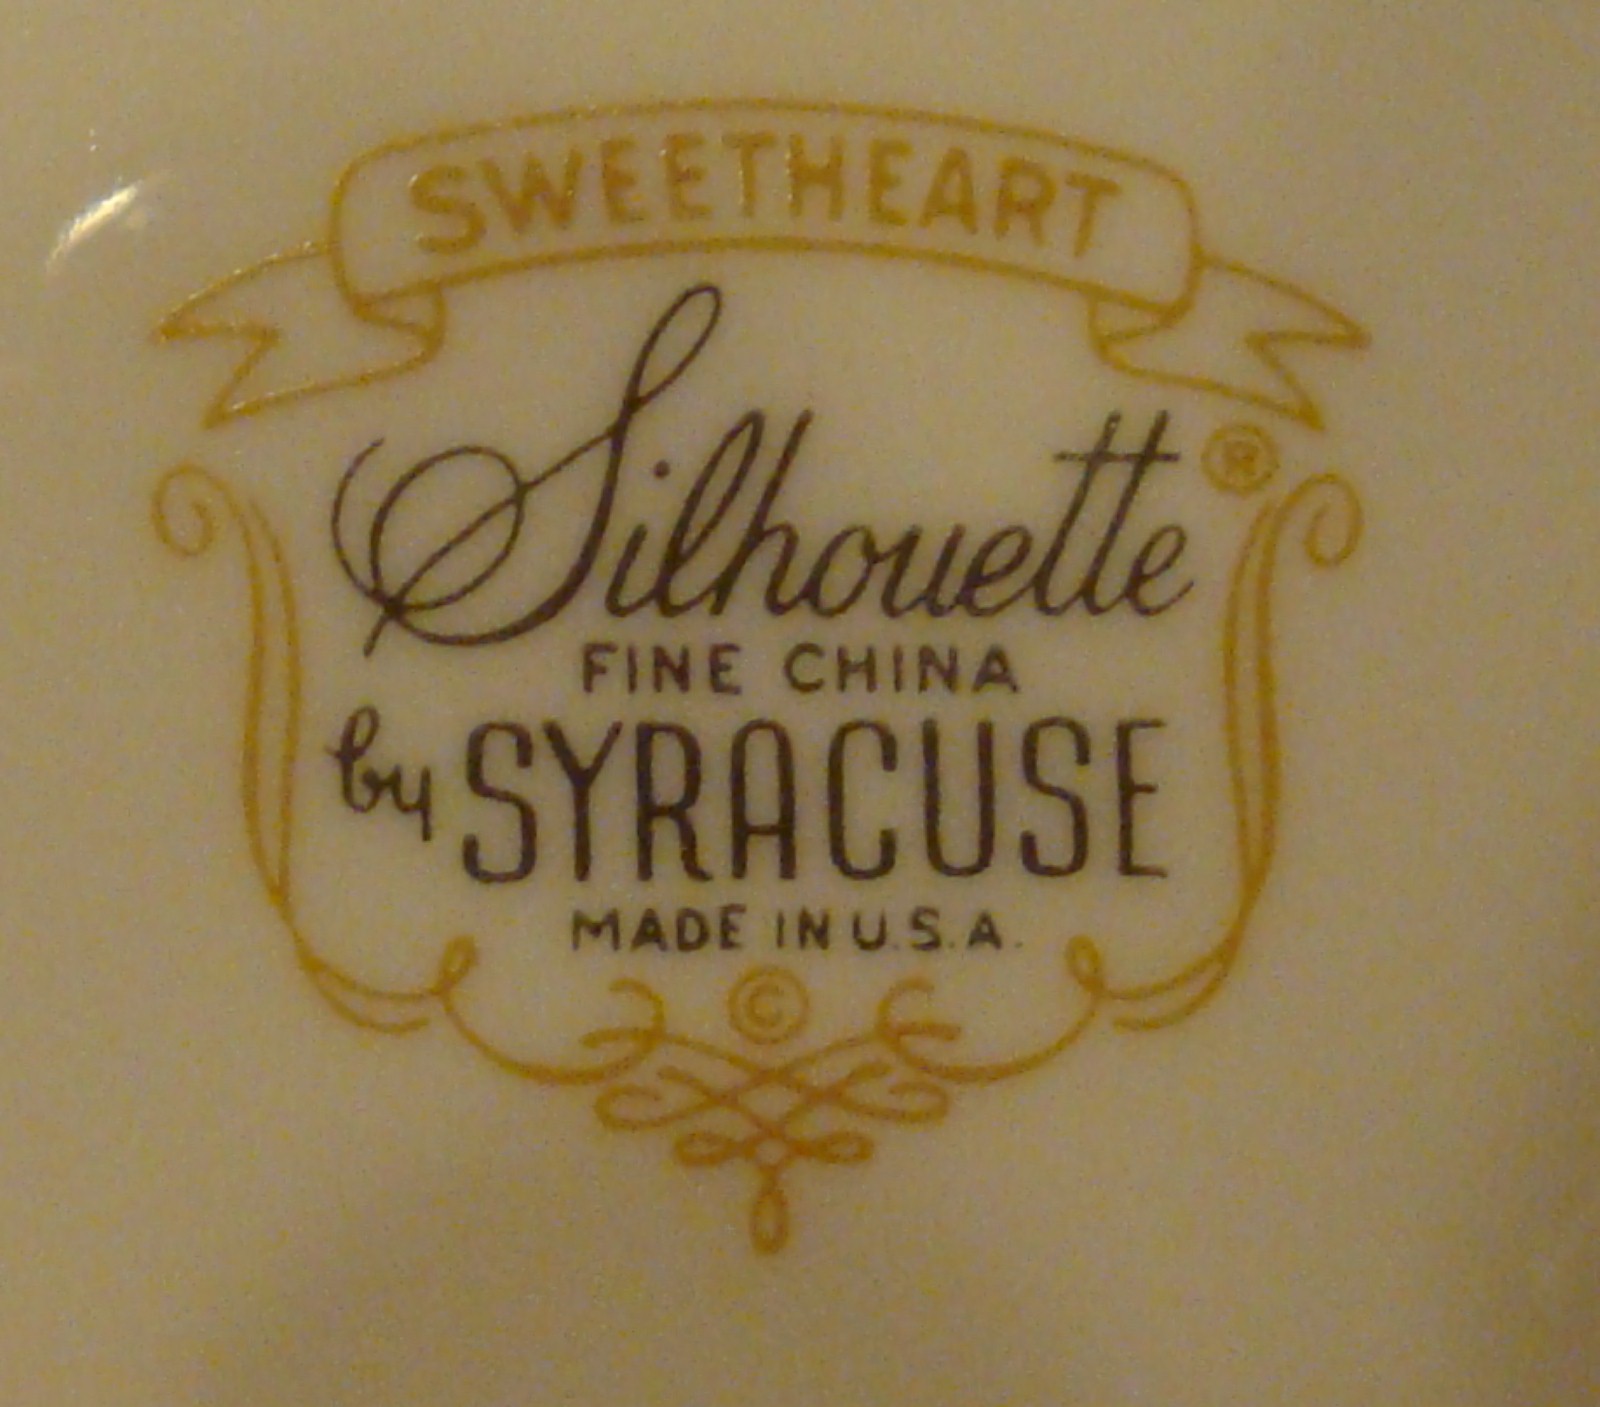 SWEETHEART
Silhouette ®
FINE CHINA
by SYRACUSE
MADE IN U.S.A.
©